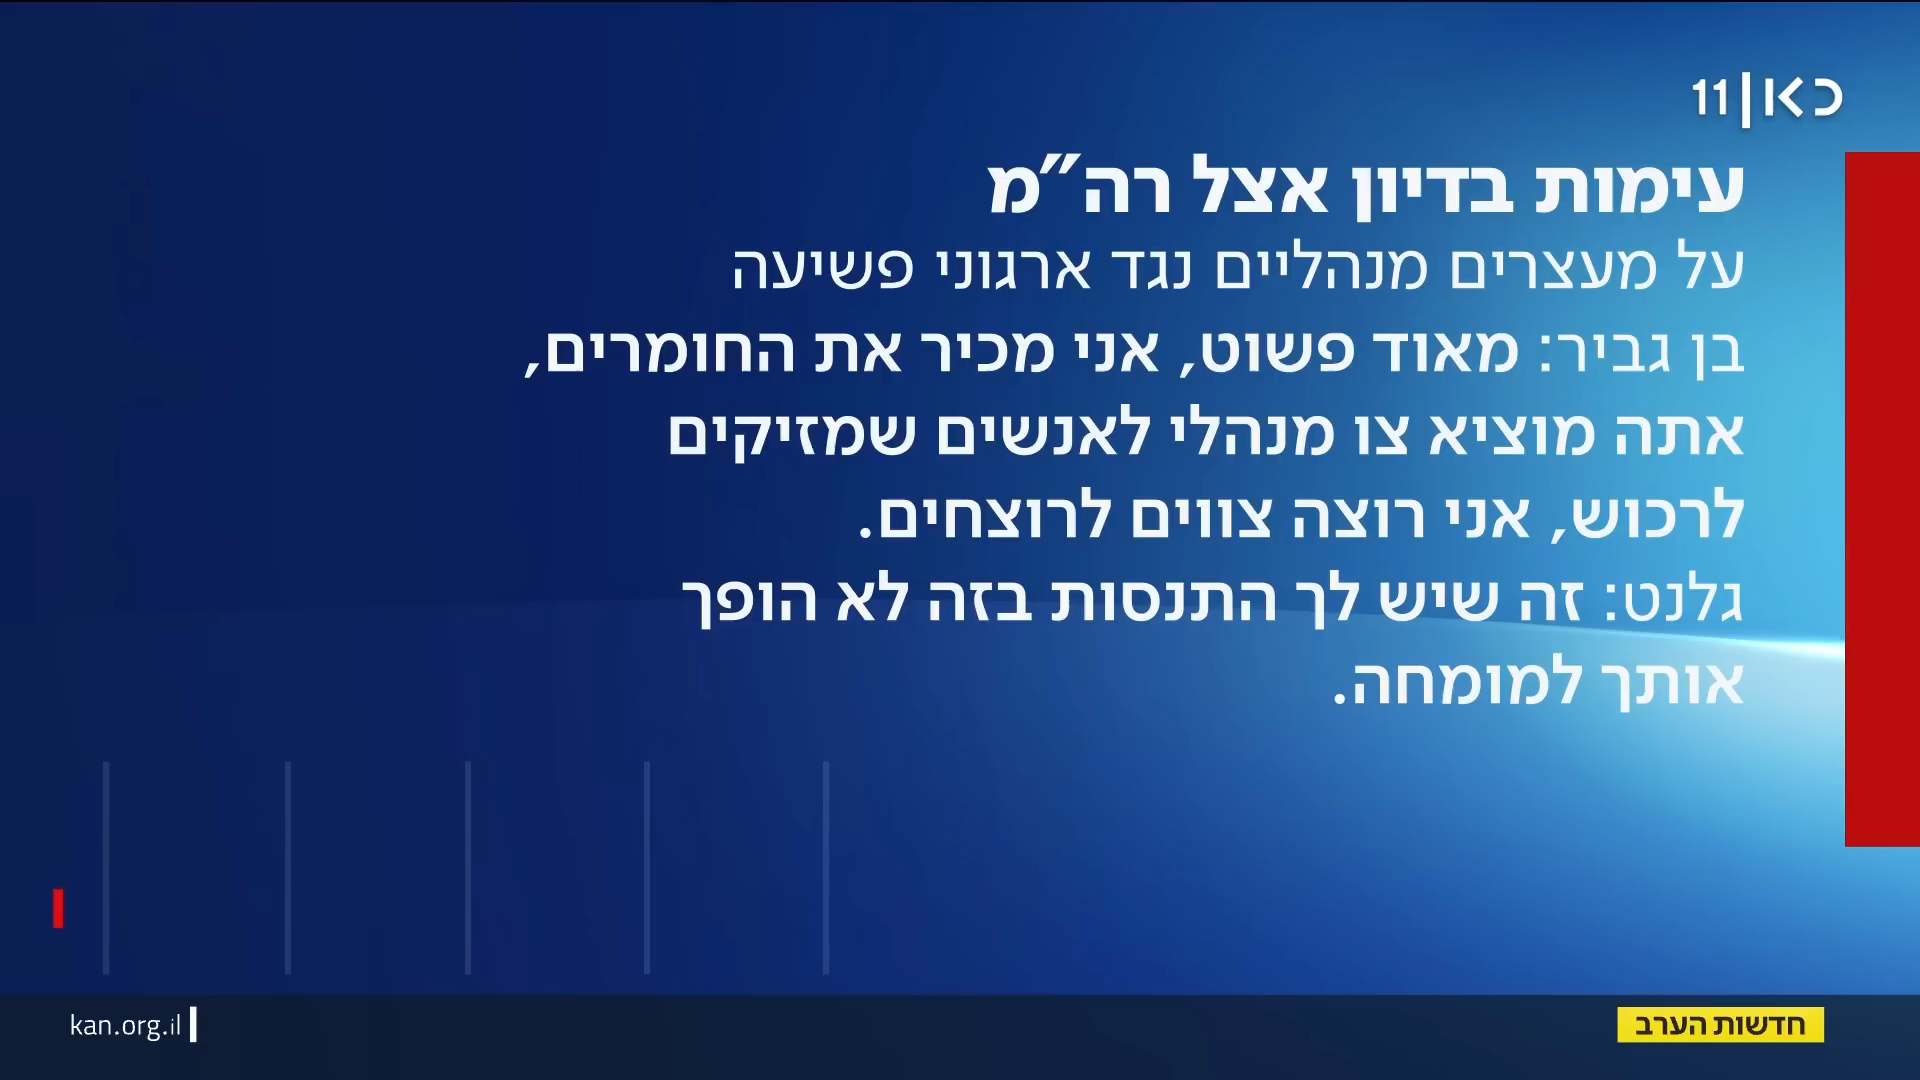 כאן | 11
עימות בדיון אצל רה״מ
על מעצרים מנהליים נגד ארגוני פשיעה
בן גביר: מאוד פשוט, אני מכיר את החומרים,
אתה מוציא צו מנהלי לאנשים שמזיקים
לרכוש, אני רוצה צווים לרוצחים.
גלנט: זה שיש לך התנסות בזה לא הופך
אותך למומחה.
חדשות הערב
kan.org.il